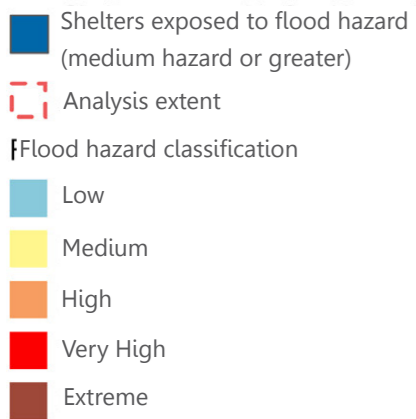 Shelters exposed to flood hazard
(medium hazard or greater)
Analysis extent
Flood hazard classification
Low
Medium
High
Very High
Extreme